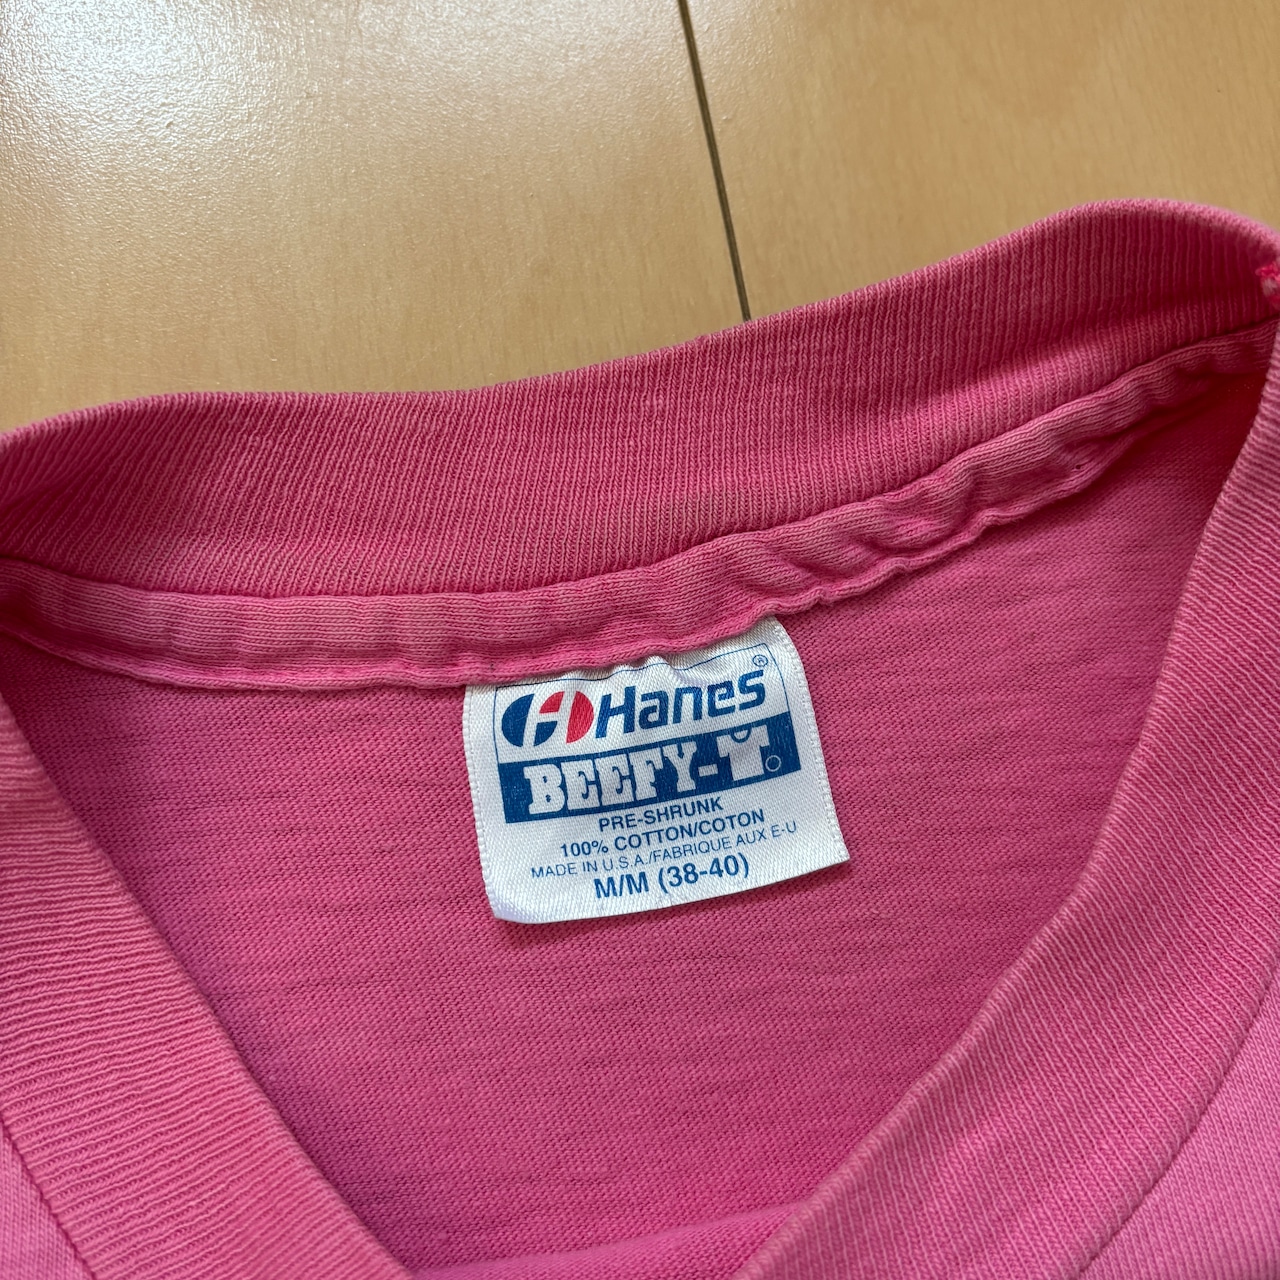 Hanes®
BEEFY-T®
PRE-SHRUNK
100% COTTON/COTON
MADE IN U.S.A./FABRIQUE AUX E-U
M/M (38-40)